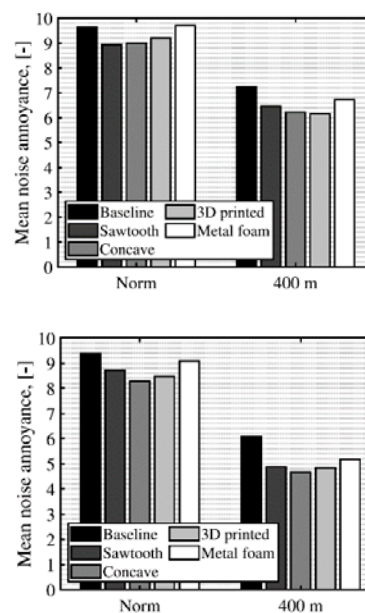 Mean noise annoyance, [-]
10
9
8
7
6
5
4
3
2
1
0
Baseline 3D printed
Sawtooth Metal foam
Concave
Norm 400 m
Mean noise annoyance, [-]
10
9
8
7
6
5
4
3
2
1
0
Baseline 3D printed
Sawtooth Metal foam
Concave
Norm 400 m